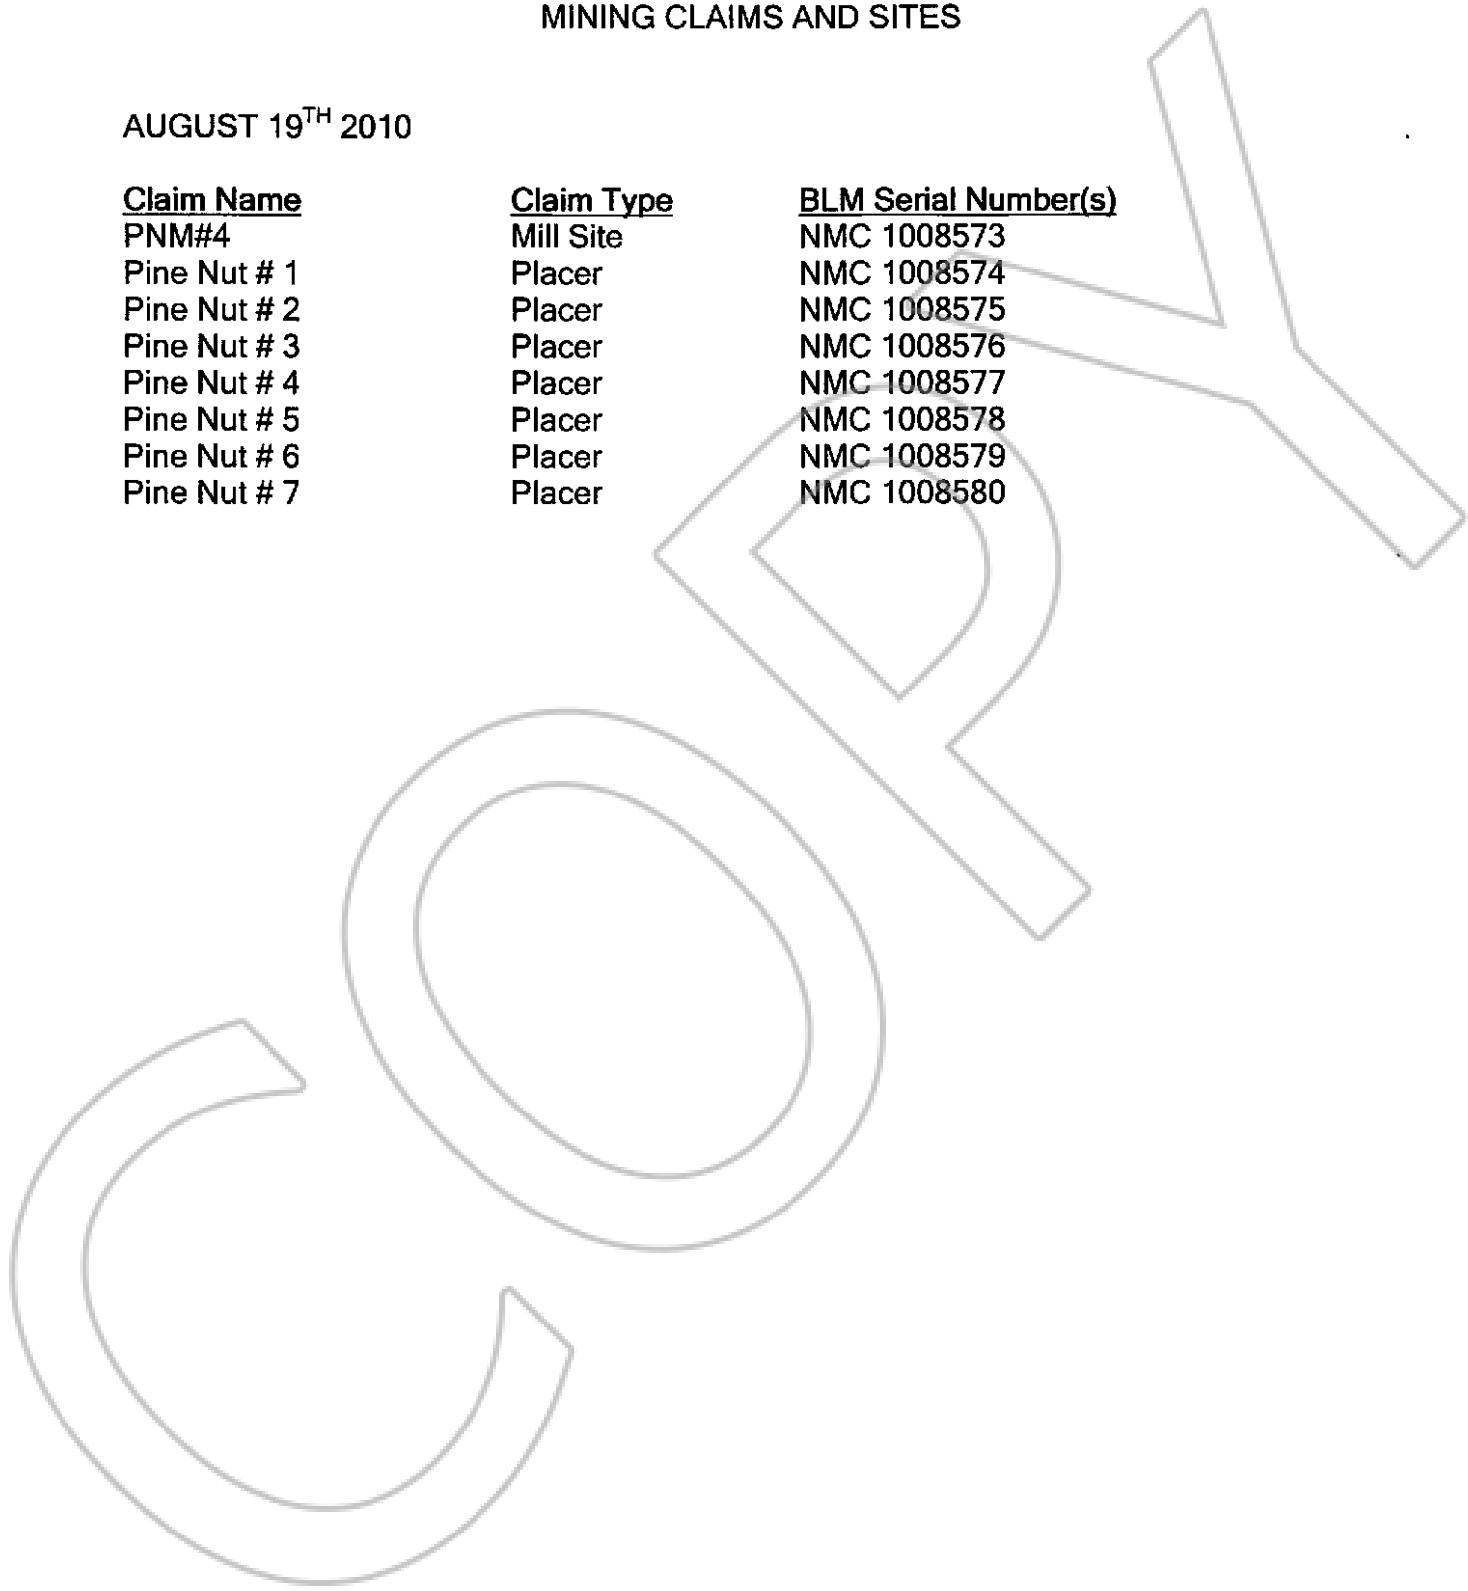 MINING CLAIMS AND SITES
AUGUST 19TH 2010
Claim Name Claim Type BLM Serial Number(s)
PNM#4 Mill Site NMC 1008573
Pine Nut # 1 Placer NMC 1008574
Pine Nut # 2 Placer NMC 1008575
Pine Nut # 3 Placer NMC 1008576
Pine Nut # 4 Placer NMC 1008577
Pine Nut # 5 Placer NMC 1008578
Pine Nut # 6 Placer NMC 1008579
Pine Nut # 7 Placer NMC 1008580
COPY